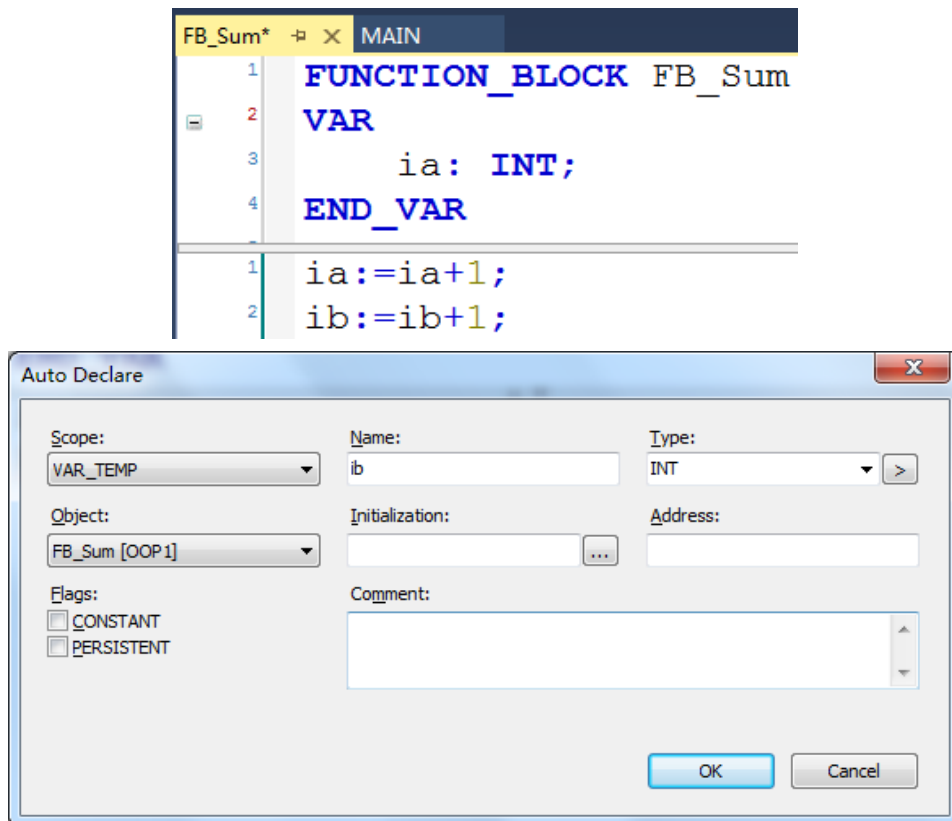 FB_Sum* MAIN
1 FUNCTION_BLOCK FB_Sum
2 VAR
3 ia: INT;
4 END_VAR
1 ia:=ia+1;
2 ib:=ib+1;
Auto Declare
Scope: Name: Type:
VAR_TEMP ib INT >
Object: Initialization: Address:
FB_Sum [OOP1] ...
Flags: Comment:
CONSTANT
PERSISTENT
OK Cancel